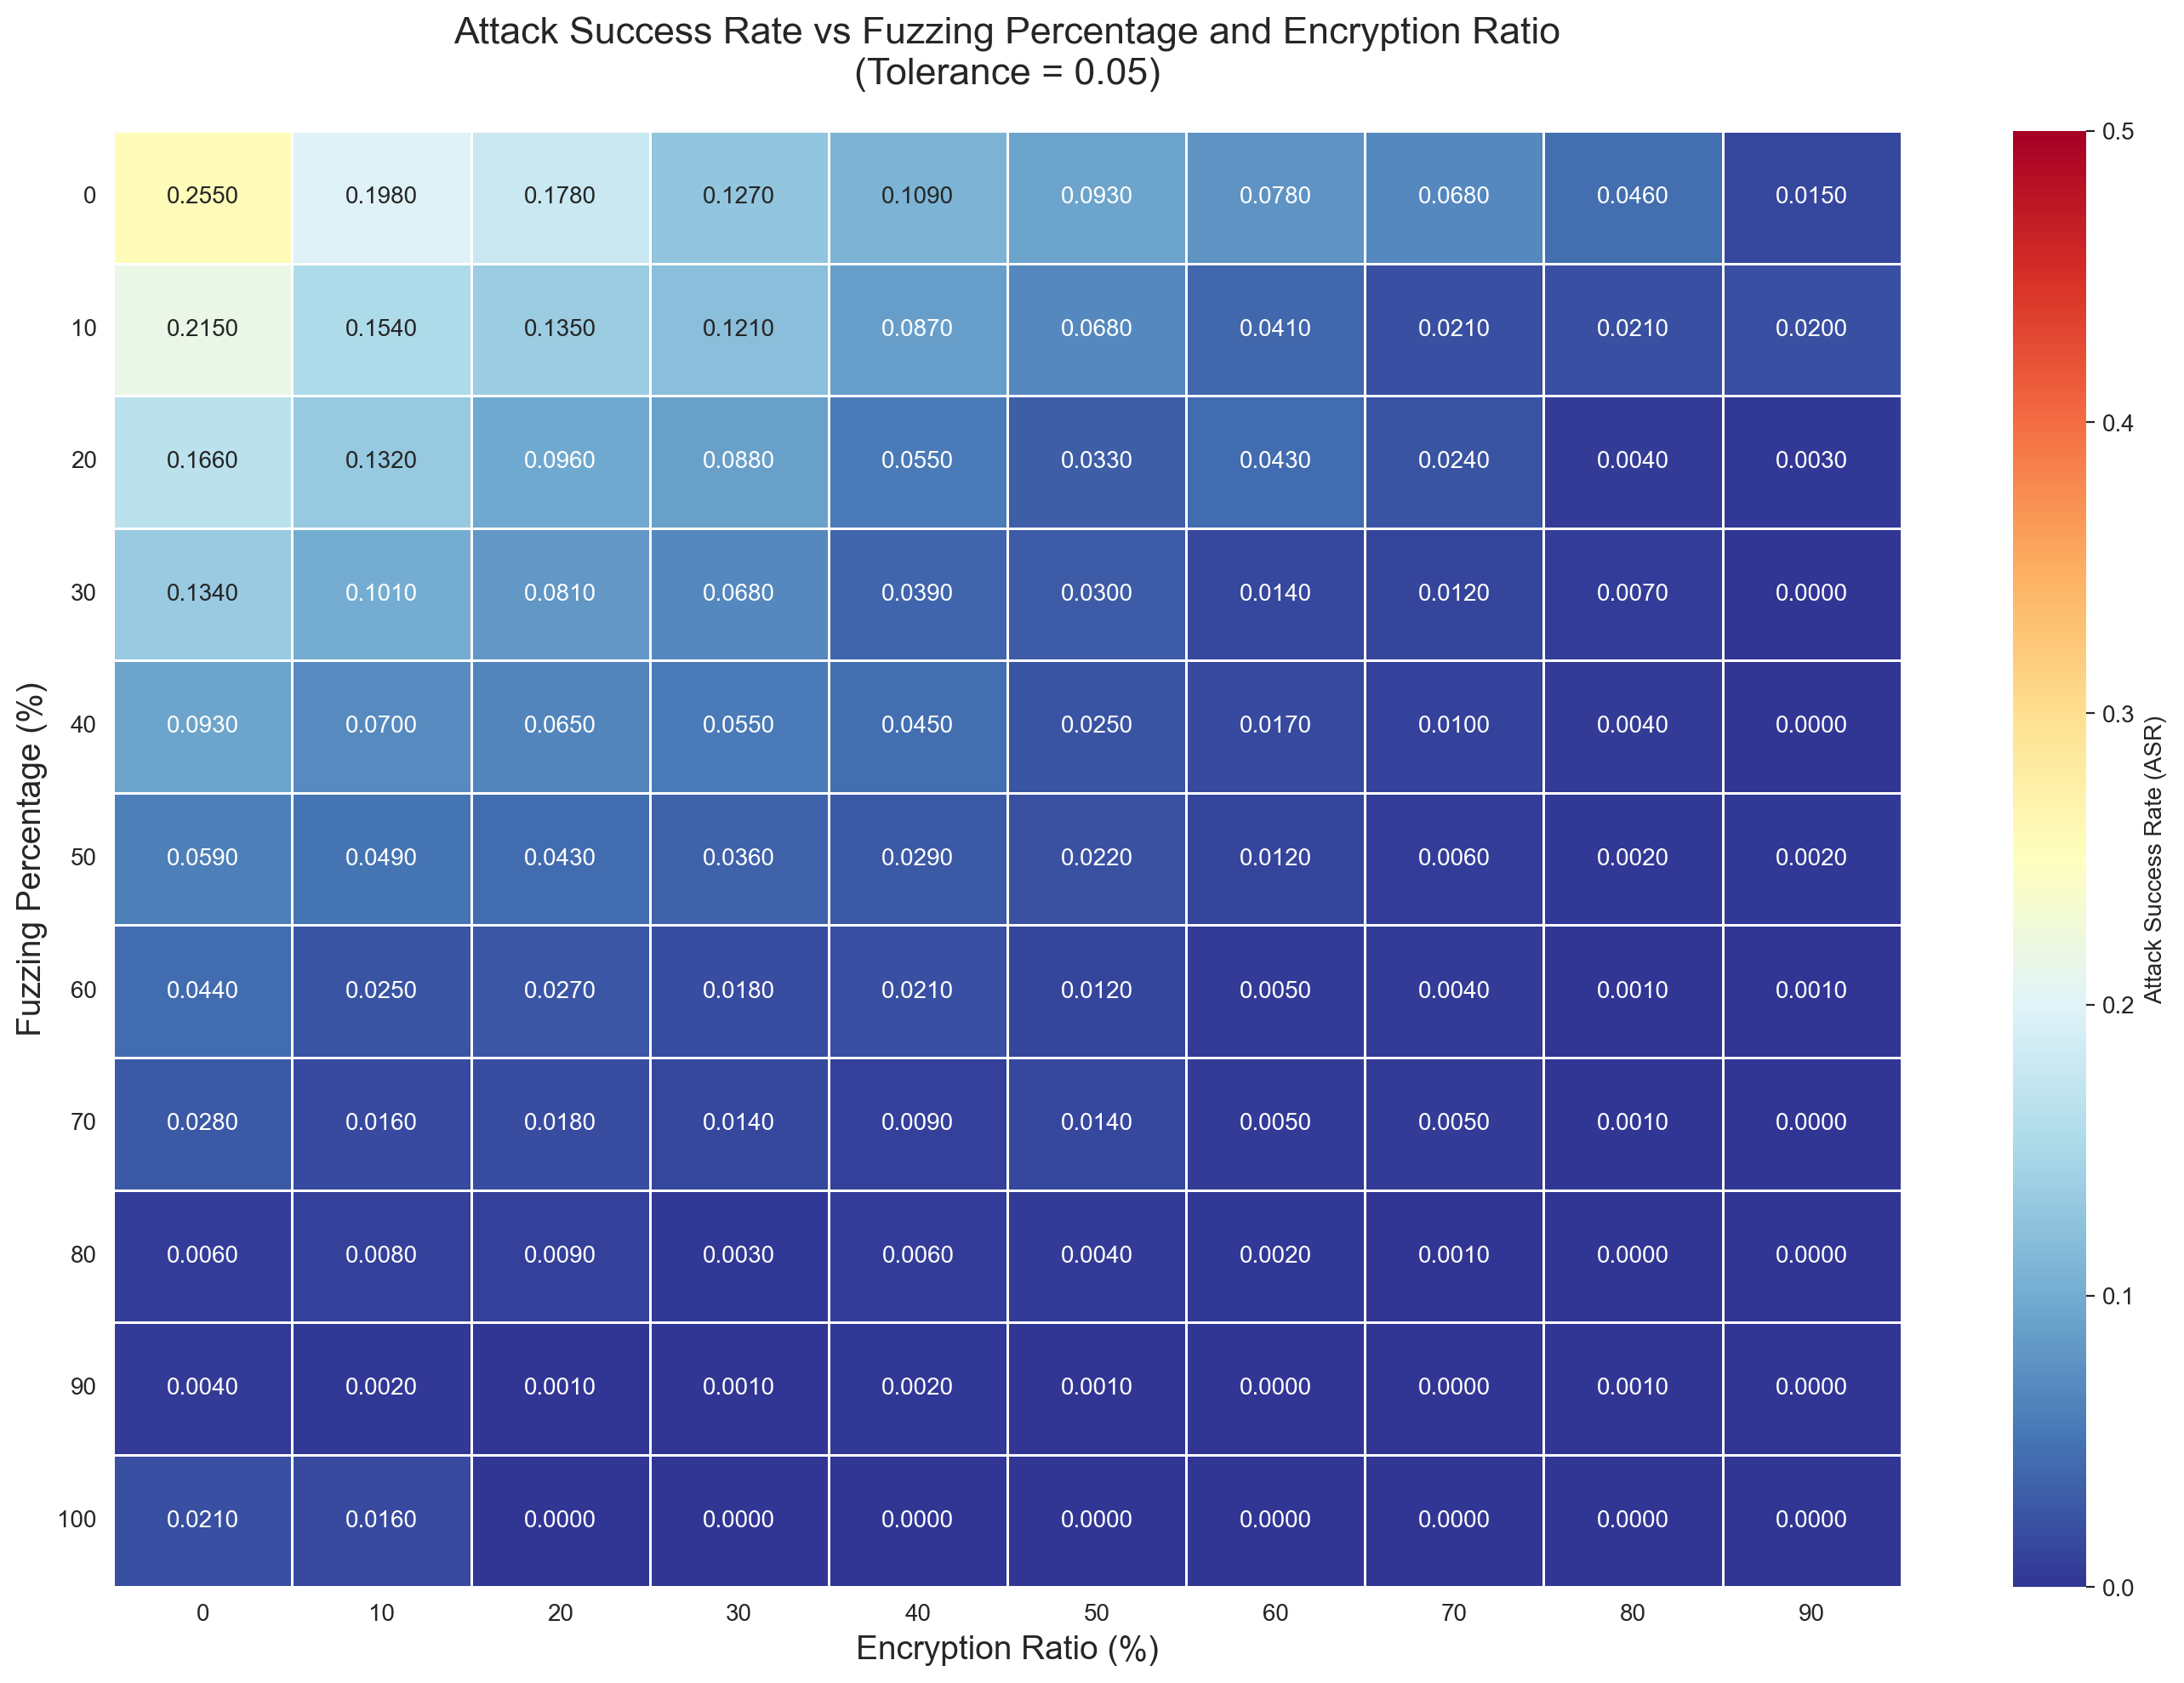 Attack Success Rate vs Fuzzing Percentage and Encryption Ratio
(Tolerance = 0.05)
Fuzzing Percentage (%)
0 0.2550 0.1980 0.1780 0.1270 0.1090 0.0930 0.0780 0.0680 0.0460 0.0150
10 0.2150 0.1540 0.1350 0.1210 0.0870 0.0680 0.0410 0.0210 0.0210 0.0200
20 0.1660 0.1320 0.0960 0.0880 0.0550 0.0330 0.0430 0.0240 0.0040 0.0030
30 0.1340 0.1010 0.0810 0.0680 0.0390 0.0300 0.0140 0.0120 0.0070 0.0000
40 0.0930 0.0700 0.0650 0.0550 0.0450 0.0250 0.0170 0.0100 0.0040 0.0000
50 0.0590 0.0490 0.0430 0.0360 0.0290 0.0220 0.0120 0.0060 0.0020 0.0020
60 0.0440 0.0250 0.0270 0.0180 0.0210 0.0120 0.0050 0.0040 0.0010 0.0010
70 0.0280 0.0160 0.0180 0.0140 0.0090 0.0140 0.0050 0.0050 0.0010 0.0000
80 0.0060 0.0080 0.0090 0.0030 0.0060 0.0040 0.0020 0.0010 0.0000 0.0000
90 0.0040 0.0020 0.0010 0.0010 0.0020 0.0010 0.0000 0.0000 0.0010 0.0000
100 0.0210 0.0160 0.0000 0.0000 0.0000 0.0000 0.0000 0.0000 0.0000 0.0000
0 10 20 30 40 50 60 70 80 90
Encryption Ratio (%)
0.5
0.4
0.3
0.2
0.1
0.0
Attack Success Rate (ASR)